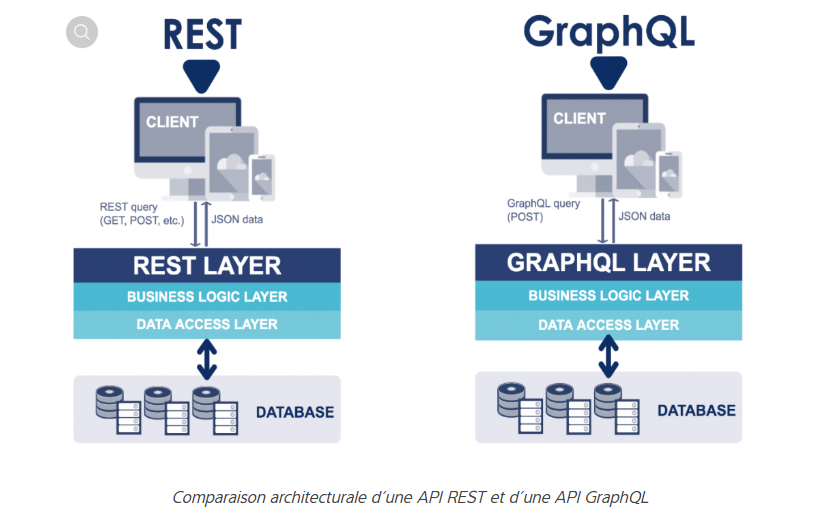 REST
CLIENT
REST query
(GET, POST, etc.)
JSON data
REST LAYER
BUSINESS LOGIC LAYER
DATA ACCESS LAYER
DATABASE
GraphQL
CLIENT
GraphQL query
(POST)
JSON data
GRAPHQL LAYER
BUSINESS LOGIC LAYER
DATA ACCESS LAYER
DATABASE
Comparaison architecturale d´une API REST et d´une API GraphQL